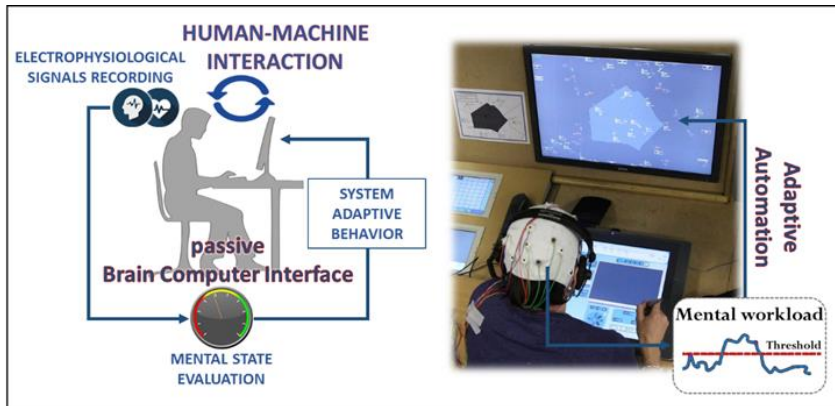 HUMAN-MACHINE
INTERACTION
ELECTROPHYSIOLOGICAL
SIGNALS RECORDING
SYSTEM
ADAPTIVE
BEHAVIOR
passive
Brain Computer Interface
MENTAL STATE
EVALUATION
Adaptive
Automation
Mental workload
Threshold